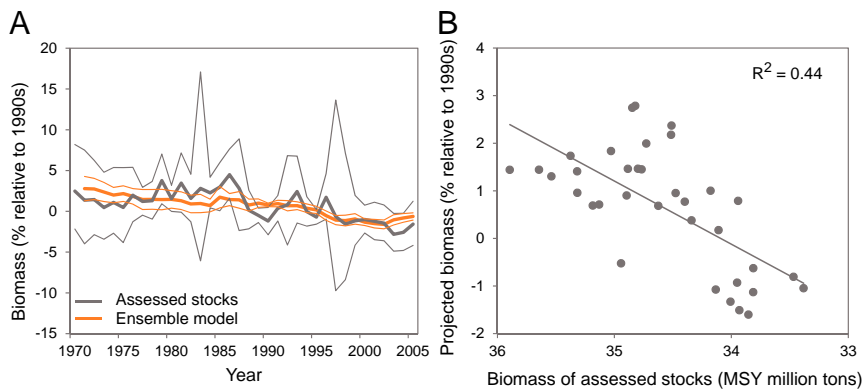 A
Biomass (% relative to 1990s)
20
15
10
5
0
-5
-10
-15
Assessed stocks
Ensemble model
1970 1975 1980 1985 1990 1995 2000 2005
Year
B
Projected biomass (% relative to 1990s)
4
3
2
1
0
-1
-2
R² = 0.44
36 35 34 33
Biomass of assessed stocks (MSY million tons)